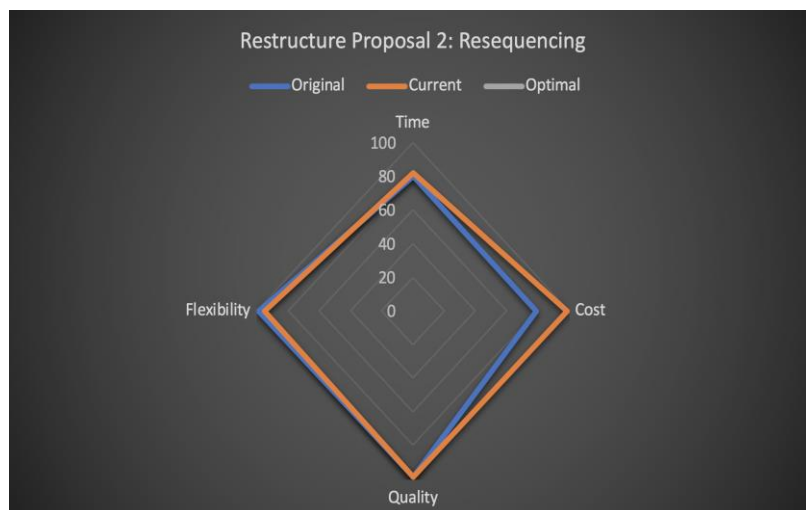 Restructure Proposal 2: Resequencing
Original Current Optimal
Time
100
80
60
40
20
0
Flexibility
Cost
Quality